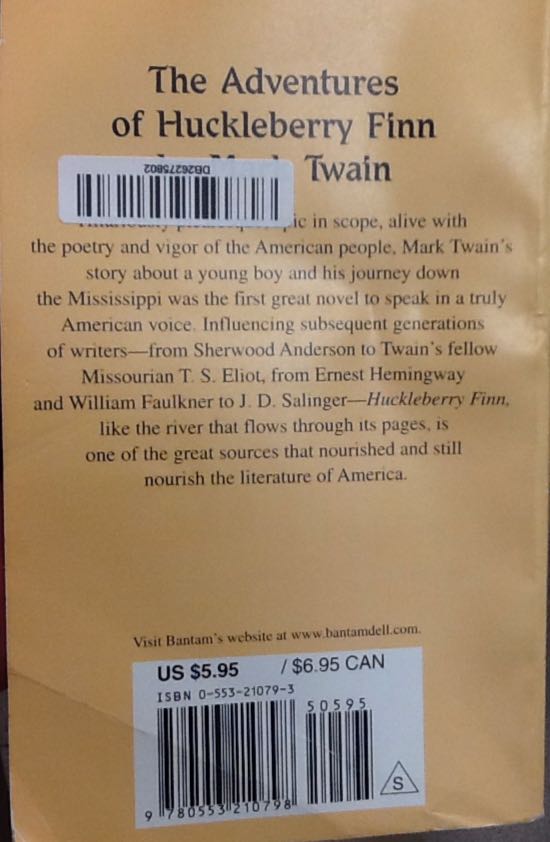 The Adventures
of Huckleberry Finn
Twain
DB26275802
in scope, alive with
the poetry and vigor of the American people, Mark Twain's
story about a young boy and his journey down
the Mississippi was the first great novel to speak in a truly
American voice. Influencing subsequent generations
of writers—from Sherwood Anderson to Twain's fellow
Missourian T. S. Eliot, from Ernest Hemingway
and William Faulkner to J. D. Salinger—Huckleberry Finn,
like the river that flows through its pages, is
one of the great sources that nourished and still
nourish the literature of America.
Visit Bantam's website at www.bantamdell.com.
US $5.95 / $6.95 CAN
ISBN 0-553-21079-3
50595
S
9 780553 210798